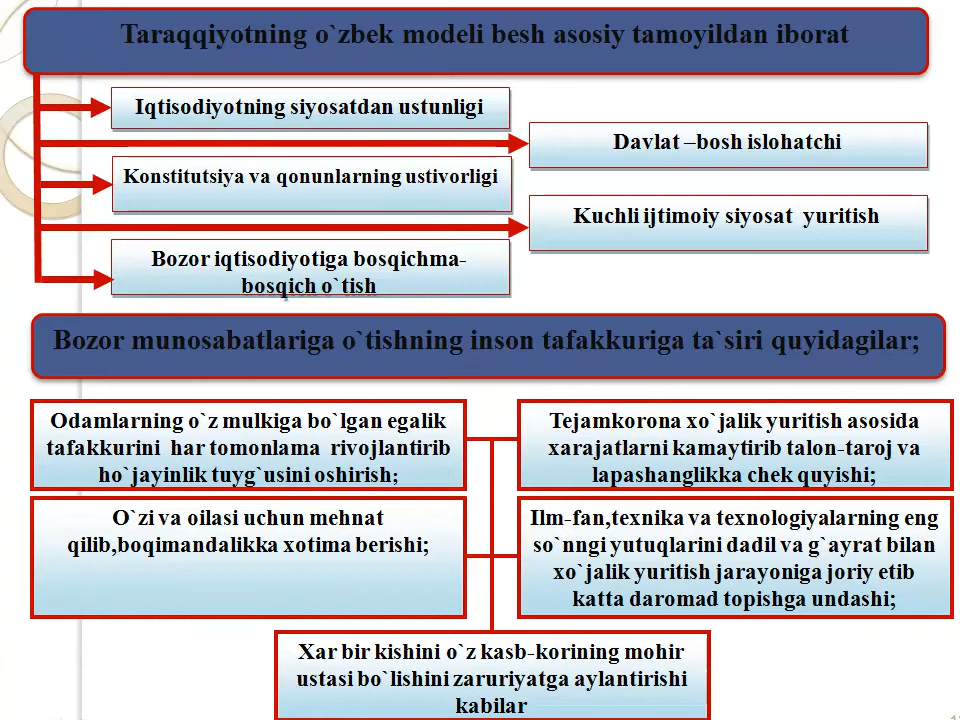 Taraqqiyotning o`zbek modeli besh asosiy tamoyildan iborat
Iqtisodiyotning siyosatdan ustunligi
Davlat –bosh islohatchi
Konstitutsiya va qonunlarning ustivorligi
Kuchli ijtimoiy siyosat yuritish
Bozor iqtisodiyotiga bosqichma-
bosqich o`tish
Bozor munosabatlariga o`tishning inson tafakkuriga ta`siri quyidagilar;
Odamlarning o`z mulkiga bo`lgan egalik
tafakkurini har tomonlama rivojlantirib
ho`jayinlik tuyg`usini oshirish;
Tejamkorona xo`jalik yuritish asosida
xarajatlarni kamaytirib talon-taroj va
lapashanglikka chek quyishi;
O`zi va oilasi uchun mehnat
qilib,boqimandalikka xotima berishi;
Ilm-fan,texnika va texnologiyalarning eng
so`nngi yutuqlarini dadil va g`ayrat bilan
xo`jalik yuritish jarayoniga joriy etib
katta daromad topishga undashi;
Xar bir kishini o`z kasb-korining mohir
ustasi bo`lishini zaruriyatga aylantirishi
kabilar